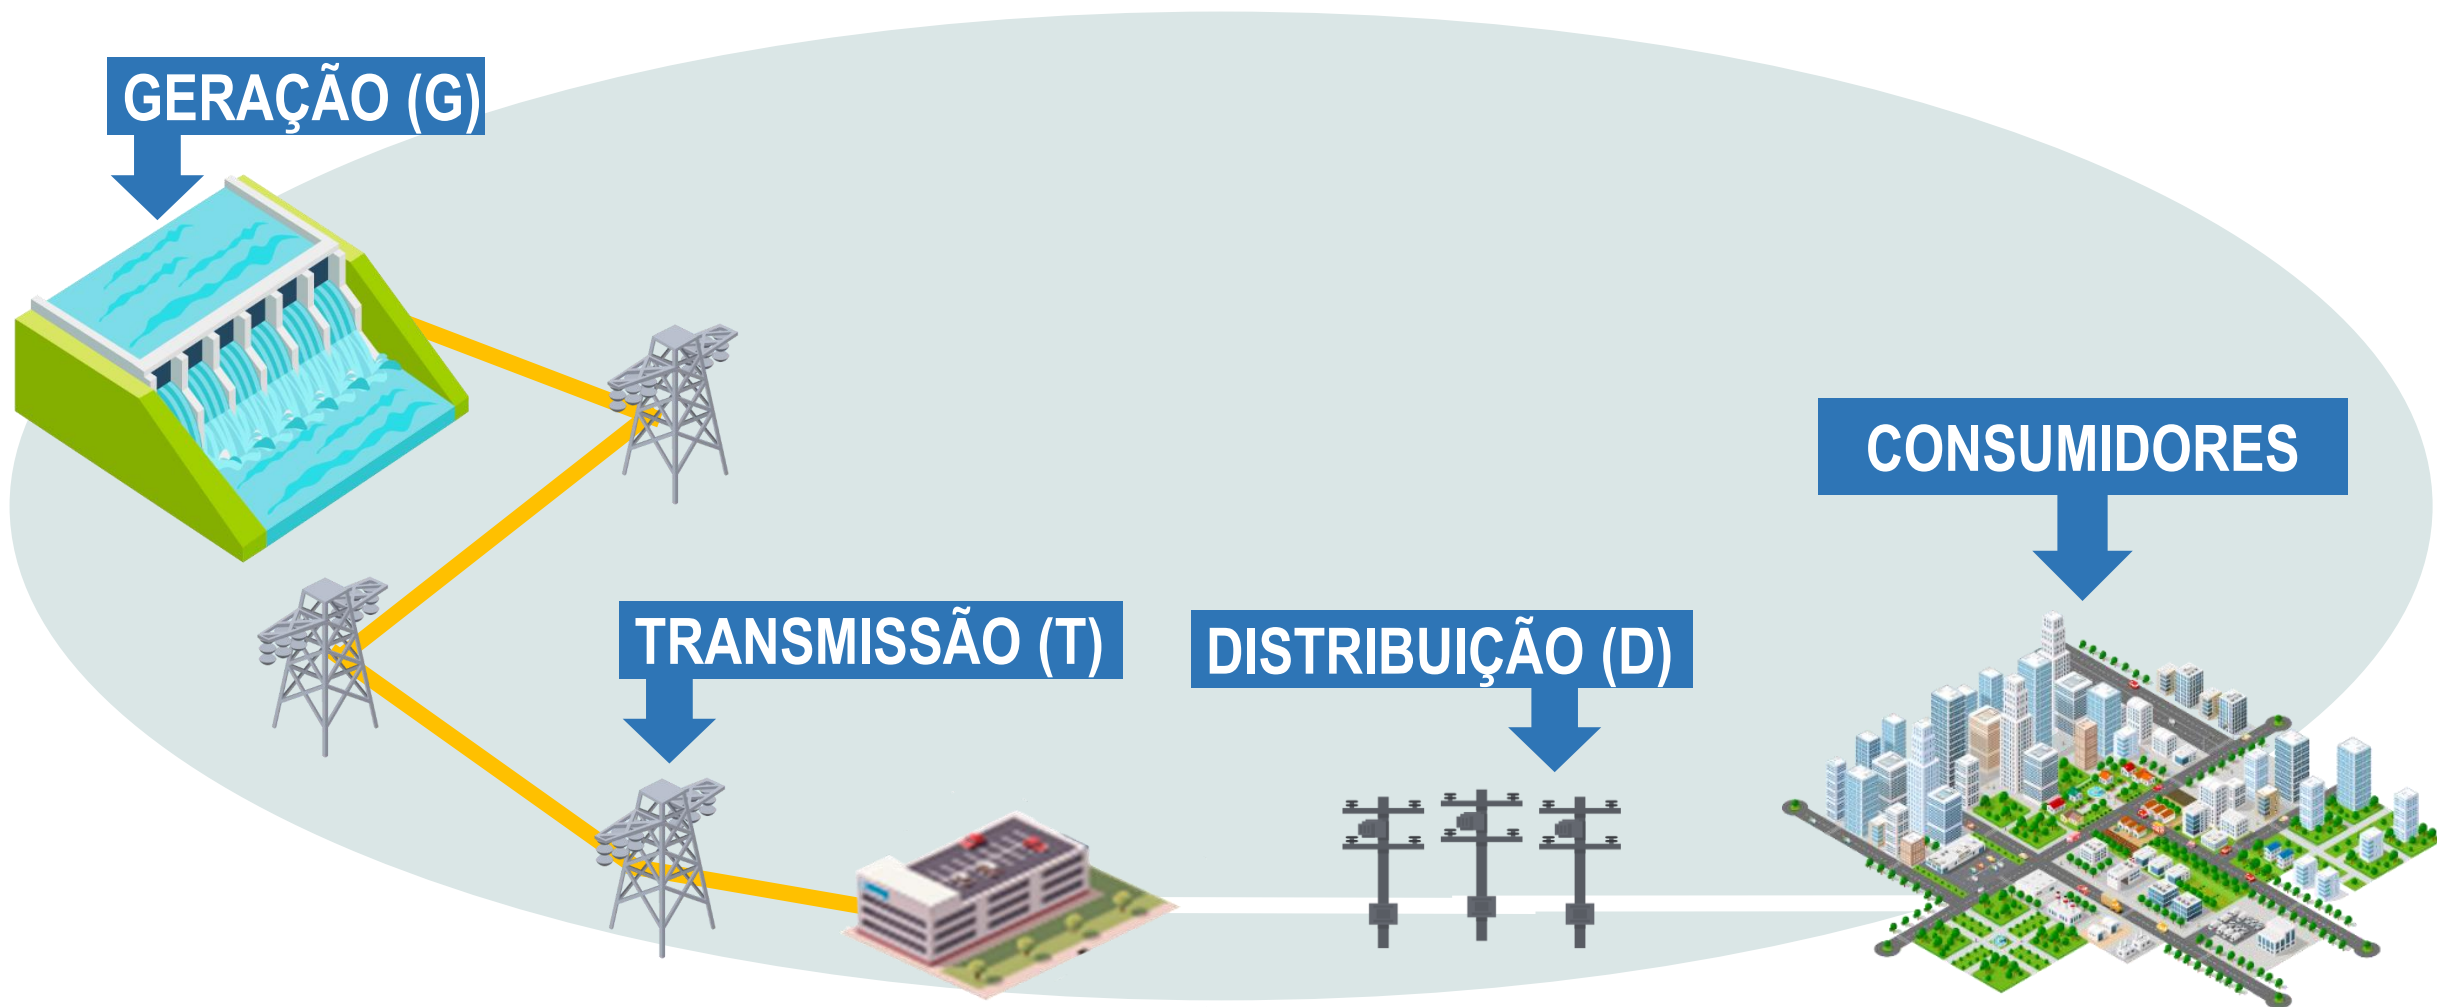 GERAÇÃO (G)
CONSUMIDORES
TRANSMISSÃO (T)
DISTRIBUIÇÃO (D)